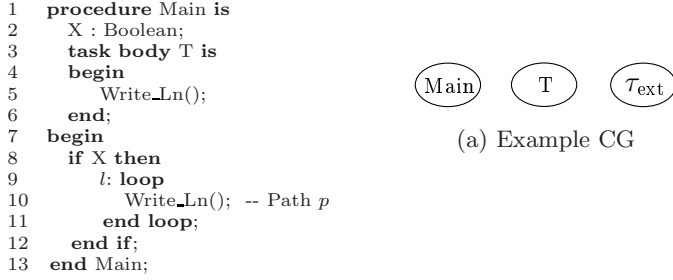 1 procedure Main is
2 X : Boolean;
3 task body T is
4 begin
5 Write_Ln();
6 end;
7 begin
8 if X then
9 l: loop
10 Write_Ln(); -- Path p
11 end loop;
12 end if;
13 end Main;
Main T τext
(a) Example CG